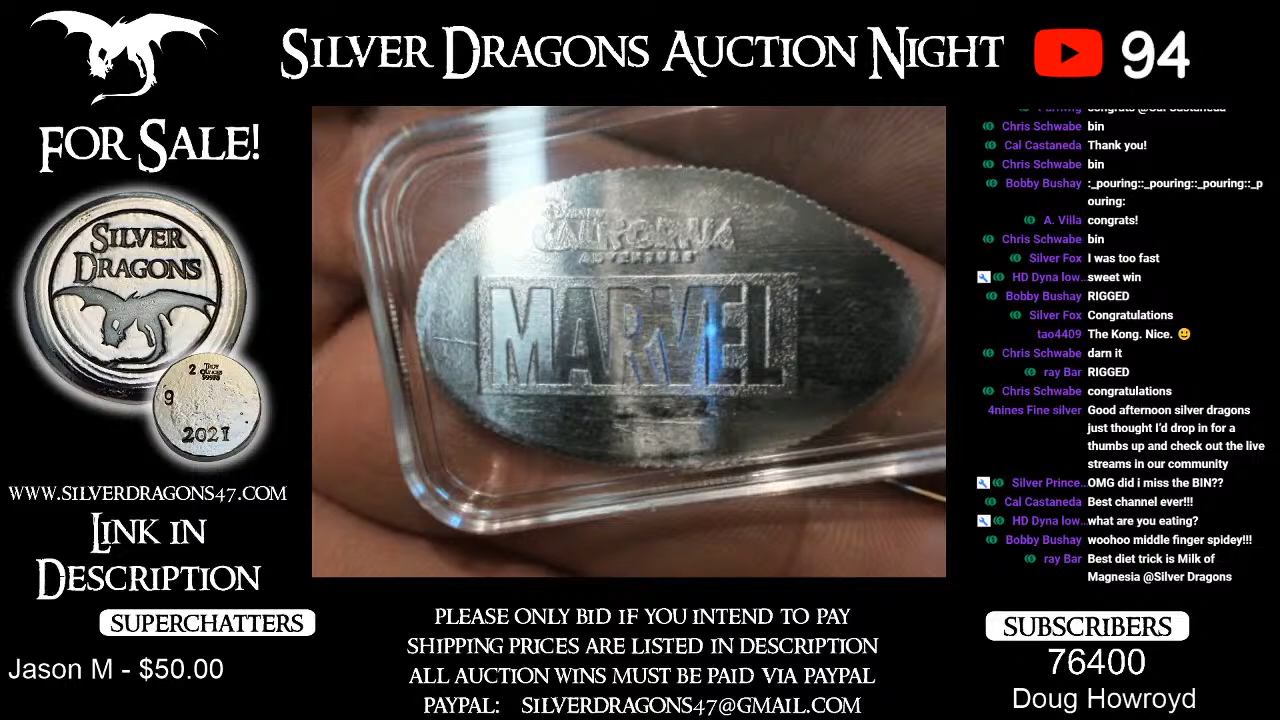 SILVER DRAGONS AUCTION NIGHT
94
FOR SALE!
SILVER
DRAGONS
2 TROY
OUNCES
9
2021
WWW.SILVERDRAGONS47.COM
LINK IN
DESCRIPTION
SUPERCHATTERS
Jason M - $50.00
CALIFORNIA
ADVENTURE
MARVEL
congrats @Cal Castaneda
Chris Schwabe bin
Cal Castaneda Thank you!
Chris Schwabe bin
Bobby Bushay :_pouring::_pouring::_pouring::_p
ouring:
A. Villa congrats!
Chris Schwabe bin
Silver Fox I was too fast
HD Dyna low... sweet win
Bobby Bushay RIGGED
Silver Fox Congratulations
tao4409 The Kong. Nice. 🙂
Chris Schwabe darn it
ray Bar RIGGED
Chris Schwabe congratulations
4nines Fine silver Good afternoon silver dragons
just thought I'd drop in for a
thumbs up and check out the live
streams in our community
Silver Prince... OMG did i miss the BIN??
Cal Castaneda Best channel ever!!!
HD Dyna low... what are you eating?
Bobby Bushay woohoo middle finger spidey!!!
ray Bar Best diet trick is Milk of
Magnesia @Silver Dragons
PLEASE ONLY BID IF YOU INTEND TO PAY
SHIPPING PRICES ARE LISTED IN DESCRIPTION
ALL AUCTION WINS MUST BE PAID VIA PAYPAL
PAYPAL: SILVERDRAGONS47@GMAIL.COM
SUBSCRIBERS
76400
Doug Howroyd